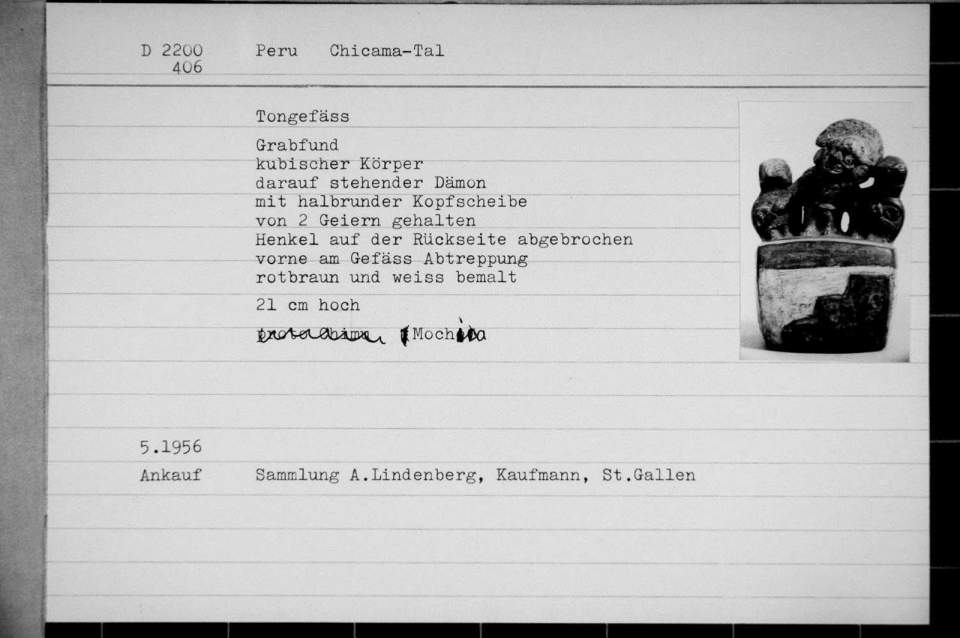 D 2200 Peru Chicama-Tal
406
Tongefäss
Grabfund
kubischer Körper
darauf stehender Dämon
mit halbrunder Kopfscheibe
von 2 Geiern gehalten
Henkel auf der Rückseite abgebrochen
vorne am Gefäss Abtreppung
rotbraun und weiss bemalt
21 cm hoch
Mochica
5.1956
Ankauf Sammlung A.Lindenberg, Kaufmann, St.Gallen